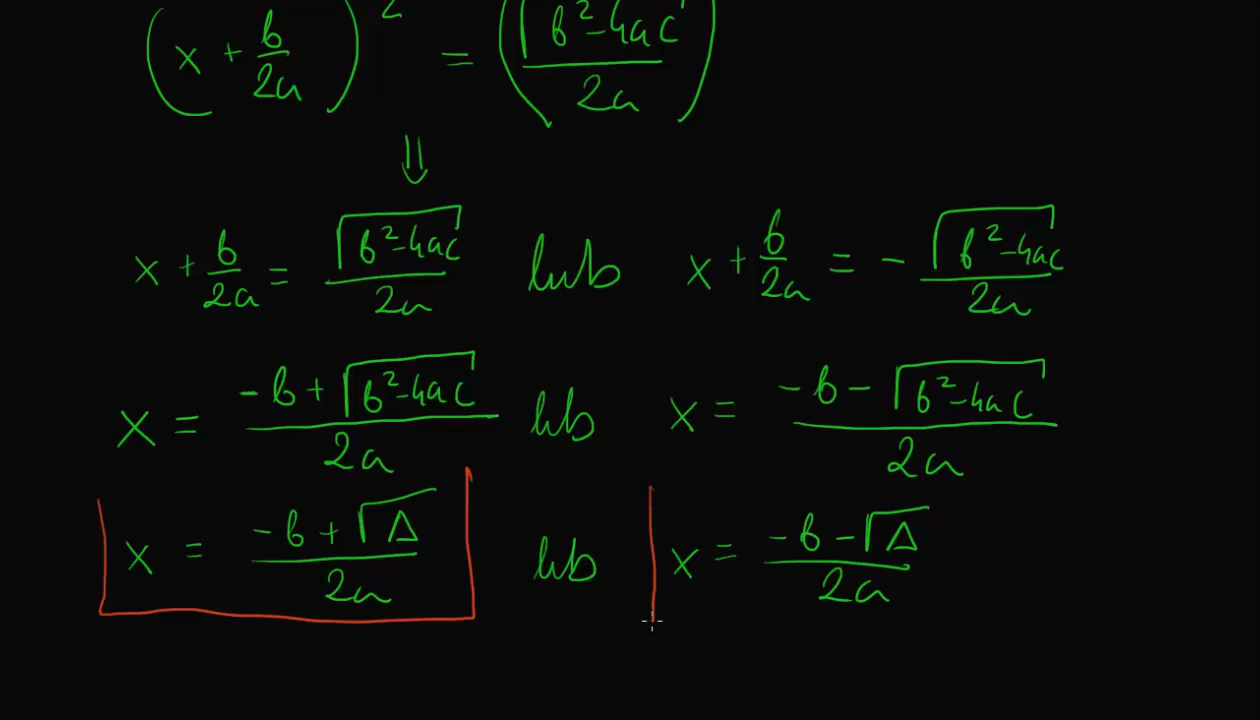 (x + b/2a)² = (√(b²-4ac)/2a)
⇓
x + b/2a = √(b²-4ac)/2a lub x + b/2a = - √(b²-4ac)/2a
x = (-b + √(b²-4ac))/2a lub x = (-b - √(b²-4ac))/2a
x = (-b + √Δ)/2a lub x = (-b - √Δ)/2a